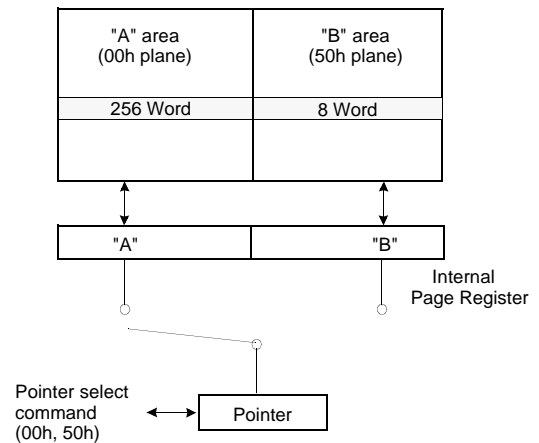 "A" area
(00h plane)
"B" area
(50h plane)
256 Word
8 Word
"A"
"B"
Internal
Page Register
Pointer select
command
(00h, 50h)
Pointer